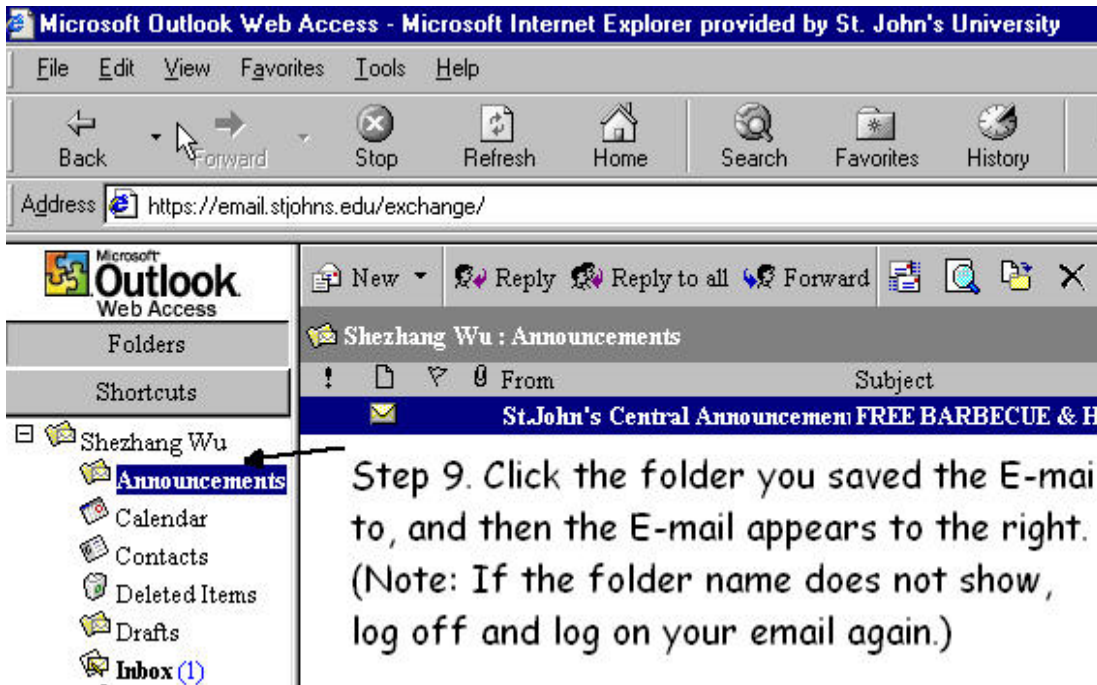 Microsoft Outlook Web Access - Microsoft Internet Explorer provided by St. John's University
File Edit View Favorites Tools Help
Back Forward Stop Refresh Home Search Favorites History
Address https://email.stjohns.edu/exchange/
Microsoft
Outlook
Web Access
New Reply Reply to all Forward
Folders
Shortcuts
Shezhang Wu : Announcements
! From Subject
St.John's Central Announcemen FREE BARBECUE & H
Shezhang Wu
Announcements
Calendar
Contacts
Deleted Items
Drafts
Inbox (1)
Step 9. Click the folder you saved the E-mai
to, and then the E-mail appears to the right.
(Note: If the folder name does not show,
log off and log on your email again.)